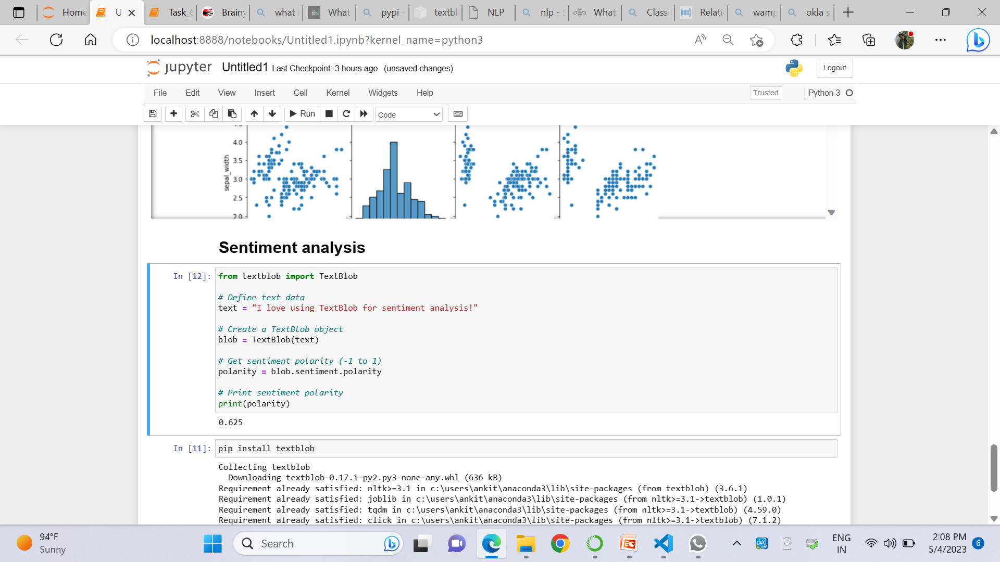 Home
U
Task_6
Brainy
what i
What
pypi -
textbl
NLP
nlp - S
What
Classi
Relati
wamp
okla s
localhost:8888/notebooks/Untitled1.ipynb?kernel_name=python3
jupyter Untitled1 Last Checkpoint: 3 hours ago (unsaved changes)
Logout
File Edit View Insert Cell Kernel Widgets Help
Trusted
Python 3
Run
Code
4.0
3.5
3.0
2.5
2.0
sepal_width
Sentiment analysis
In [12]: from textblob import TextBlob
# Define text data
text = "I love using TextBlob for sentiment analysis!"
# Create a TextBlob object
blob = TextBlob(text)
# Get sentiment polarity (-1 to 1)
polarity = blob.sentiment.polarity
# Print sentiment polarity
print(polarity)
0.625
In [11]: pip install textblob
Collecting textblob
Downloading textblob-0.17.1-py2.py3-none-any.whl (636 kB)
Requirement already satisfied: nltk>=3.1 in c:\users\ankit\anaconda3\lib\site-packages (from textblob) (3.6.1)
Requirement already satisfied: joblib in c:\users\ankit\anaconda3\lib\site-packages (from nltk>=3.1->textblob) (1.0.1)
Requirement already satisfied: tqdm in c:\users\ankit\anaconda3\lib\site-packages (from nltk>=3.1->textblob) (4.59.0)
Requirement already satisfied: click in c:\users\ankit\anaconda3\lib\site-packages (from nltk>=3.1->textblob) (7.1.2)
94°F
Sunny
Search
ENG
IN
2:08 PM
5/4/2023
6